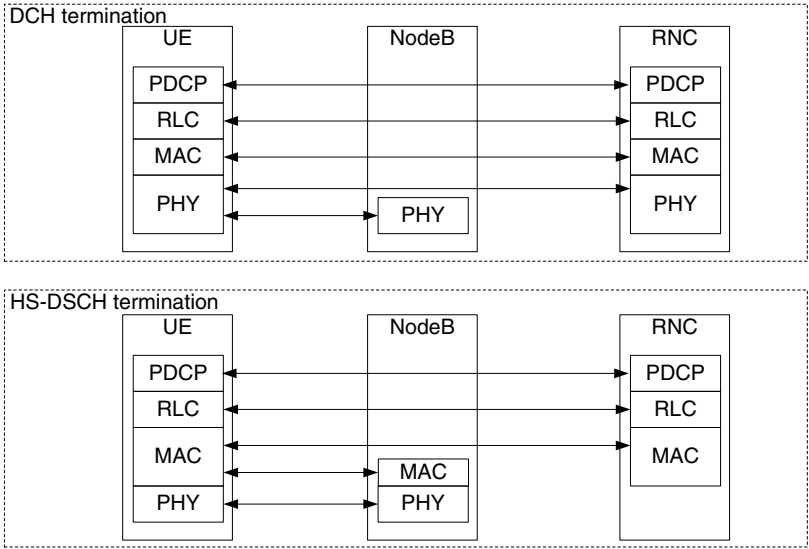 DCH termination
UE NodeB RNC
PDCP PDCP
RLC RLC
MAC MAC
PHY PHY PHY
HS-DSCH termination
UE NodeB RNC
PDCP PDCP
RLC RLC
MAC MAC MAC
PHY PHY